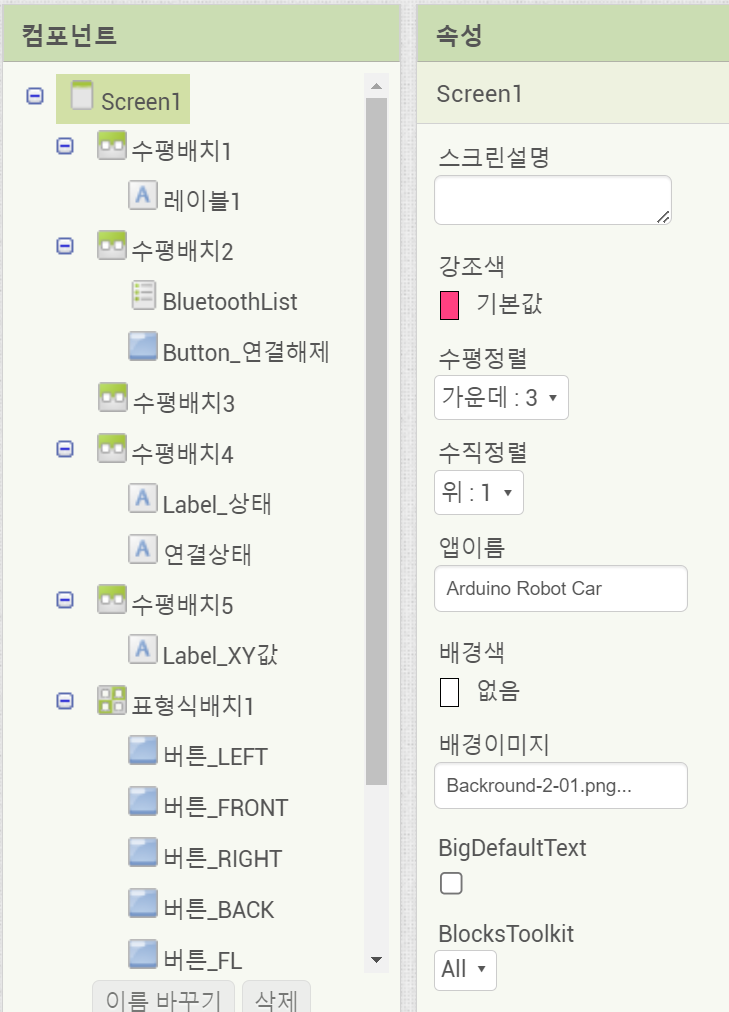 컴포넌트
Screen1
수평배치1
레이블1
수평배치2
BluetoothList
Button_연결해제
수평배치3
수평배치4
Label_상태
연결상태
수평배치5
Label_XY값
표형식배치1
버튼_LEFT
버튼_FRONT
버튼_RIGHT
버튼_BACK
버튼_FL
이름 바꾸기 삭제
속성
Screen1
스크린설명
강조색
기본값
수평정렬
가운데 : 3
수직정렬
위 : 1
앱이름
Arduino Robot Car
배경색
없음
배경이미지
Backround-2-01.png...
BigDefaultText
BlocksToolkit
All